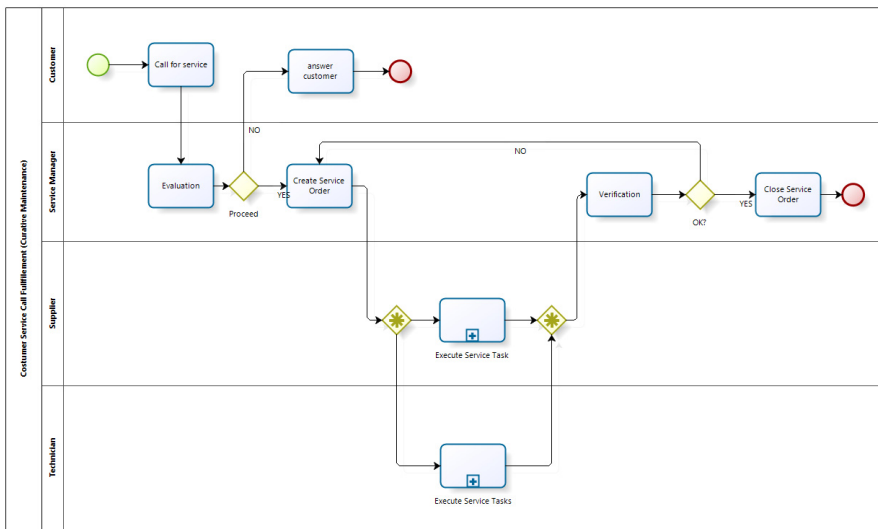 Costumer Service Call Fullfillement (Curative Maintenance)
Customer
Call for service
answer
customer
NO
Service Manager
Evaluation
Proceed
YES
Create Service
Order
NO
Verification
OK?
YES
Close Service
Order
Supplier
Execute Service Task
Technician
Execute Service Tasks